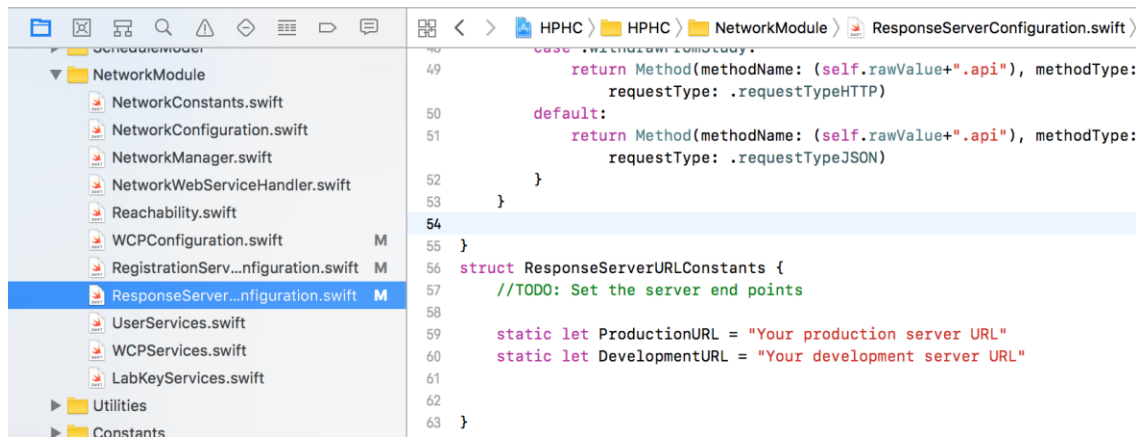 HPHC
HPHC
NetworkModule
ResponseServerConfiguration.swift
NetworkModule
NetworkConstants.swift
NetworkConfiguration.swift
NetworkManager.swift
NetworkWebServiceHandler.swift
Reachability.swift
WCPConfiguration.swift M
RegistrationServ...nfiguration.swift M
ResponseServer...nfiguration.swift M
UserServices.swift
WCPServices.swift
LabKeyServices.swift
Utilities
Constants
case .withdrawFromStudy:
49 return Method(methodName: (self.rawValue+".api"), methodType:
requestType: .requestTypeHTTP)
50 default:
51 return Method(methodName: (self.rawValue+".api"), methodType:
requestType: .requestTypeJSON)
52 }
53 }
54
55 }
56 struct ResponseServerURLConstants {
57 //TODO: Set the server end points
58
59 static let ProductionURL = "Your production server URL"
60 static let DevelopmentURL = "Your development server URL"
61
62
63 }